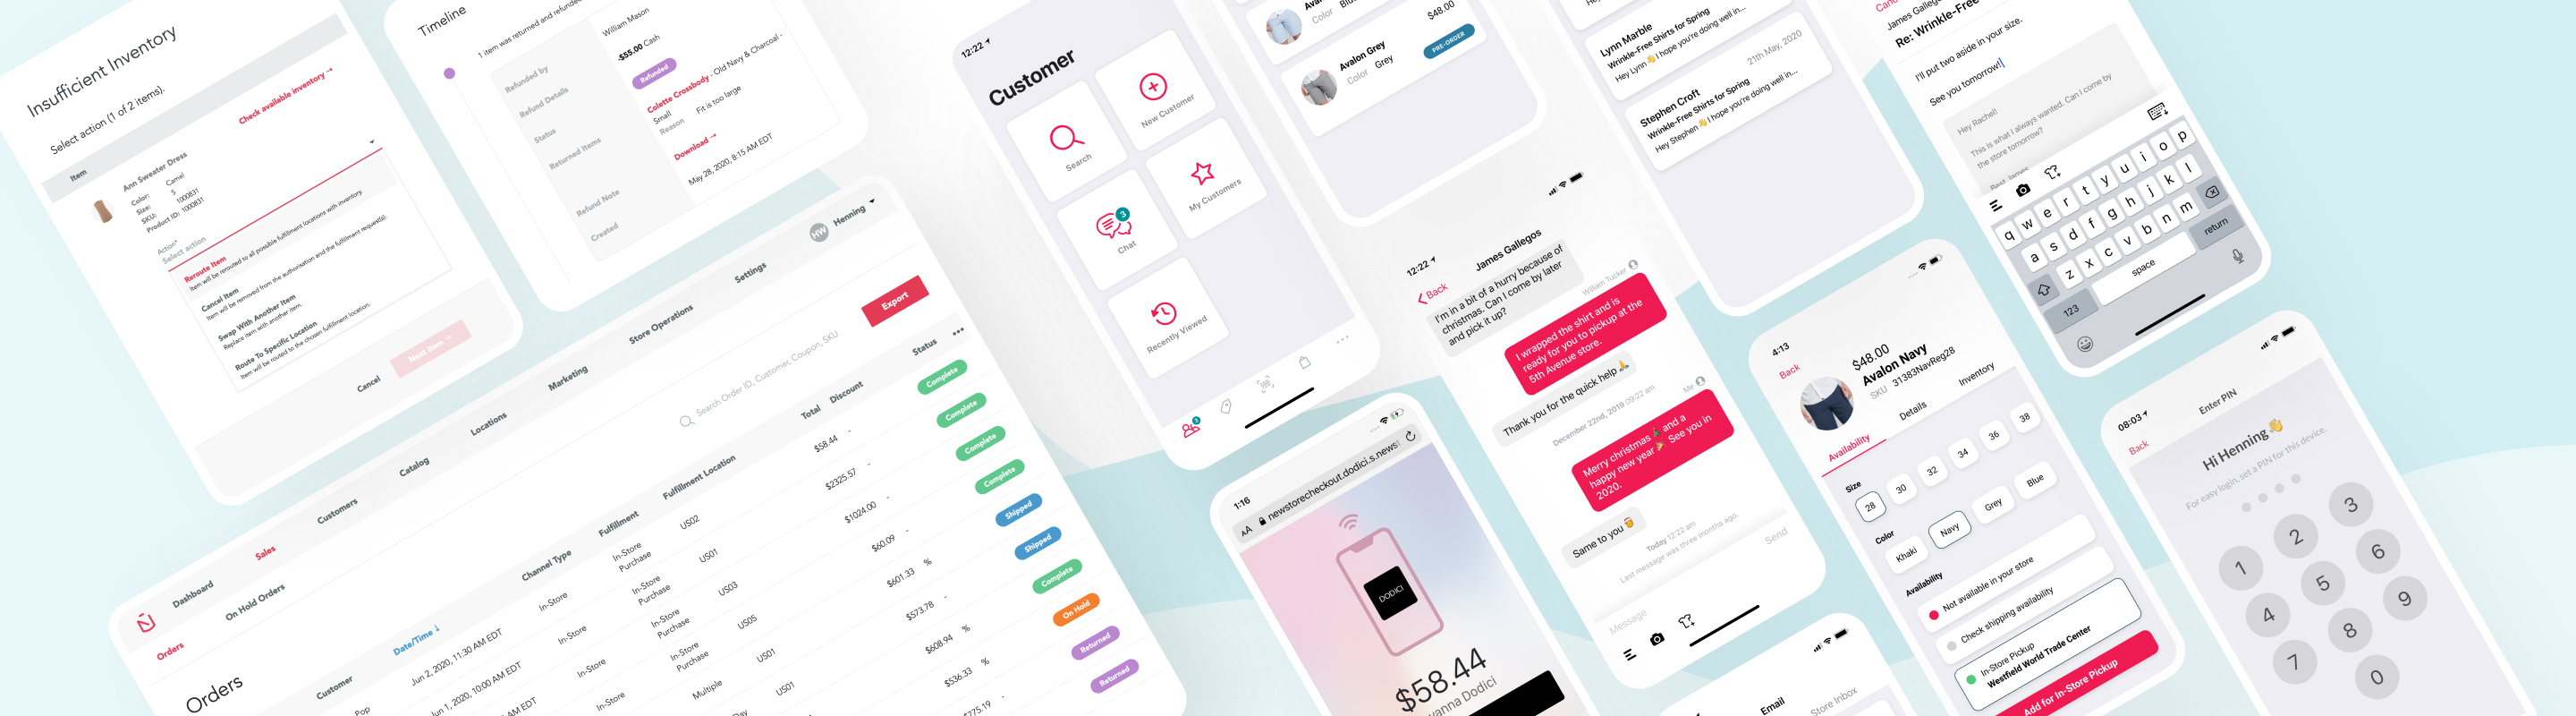 Insufficient Inventory
Select action (1 of 2 items).
Item
Check available inventory →
Ann Sweater Dress
Color: Camel
Size: 5
SKU: 1000831
Product ID: 1000831
Action*
Select action
Reroute Item
Item will be rerouted to all possible fulfillment locations with inventory.
Cancel Item
Item will be removed from the authorisation and the fulfillment request(s).
Swap With Another Item
Replace item with another item.
Route To Specific Location
Item will be routed to the chosen fulfillment location.
Cancel
Next Item →
Timeline
1 item was returned and refunded
Refunded by
William Mason
Refund Details
-$55.00 Cash
Status
Refunded
Returned Items
Colette Crossbody - Old Navy & Charcoal -
Small
Reason Fit is too large
Download →
Refund Note
Created
May 28, 2020, 8:15 AM EDT
Dashboard
Sales
Customers
Catalog
Locations
Marketing
Store Operations
Settings
HW
Henning
Orders
On Hold Orders
Orders
Search Order ID, Customer, Coupon, SKU
Export
Customer
Date/Time ↓
Channel Type
Fulfillment
Fulfillment Location
Total
Discount
Status
Pop
Jun 2, 2020, 11:30 AM EDT
In-Store
In-Store
Purchase
US02
$58.44
-
Complete
Jun 1, 2020, 10:00 AM EDT
In-Store
In-Store
Purchase
US01
$2325.57
-
Complete
AM EDT
In-Store
In-Store
Purchase
US03
$1024.00
-
Complete
In-Store
In-Store
Purchase
US05
$60.09
-
Complete
Multiple
US01
$601.33
%
Shipped
US01
$573.78
-
Shipped
$608.94
%
Complete
$536.33
%
On Hold
$775.19
-
Returned
Returned
12:22
Customer
Search
New Customer
Chat
3
My Customers
Recently Viewed
Color
$48.00
Avalon Grey
Color Grey
PRE-ORDER
1:16
AA
newstorecheckout.dodici.s.news
DODICI
$58.44
12:22
Back
James Gallegos
I'm in a bit of a hurry because of
christmas. Can I come by later
and pick it up?
William Tucker
I wrapped the shirt and is
ready for you to pickup at the
5th Avenue store.
Thank you for the quick help 🙏
December 22nd, 2019 09:22 am
Me
Merry christmas🎄 and a
happy new year🎉 See you in
2020.
Same to you🎅
Today 12:22 am
Last message was three months ago.
Message
Send
Lynn Marble
Wrinkle-Free Shirts for Spring
Hey Lynn👋I hope you're doing well in...
Stephen Croft
21th May, 2020
Wrinkle-Free Shirts for Spring
Hey Stephen👋I hope you're doing well in...
James Gallegos
Re: Wrinkle-Free
I'll put two aside in your size.
See you tomorrow!
Hey Rachel!
This is what I always wanted. Can I come by
the store tomorrow?
Best, James
q w e r t y u i o p
a s d f g h j k l
z x c v b n m
123
space
return
4:13
Back
$48.00
Avalon Navy
SKU 31383NavReg28
Availability
Details
Inventory
Size
28
30
32
34
36
38
Color
Khaki
Navy
Grey
Blue
Availability
Not available in your store
Check shipping availability
In-Store Pickup
Westfield World Trade Center
Add for In-Store Pickup
Email
Store Inbox
08:03
Back
Enter PIN
Hi Henning👋
For easy login, set a PIN for this device.
1
2
3
4
5
6
7
8
9
0